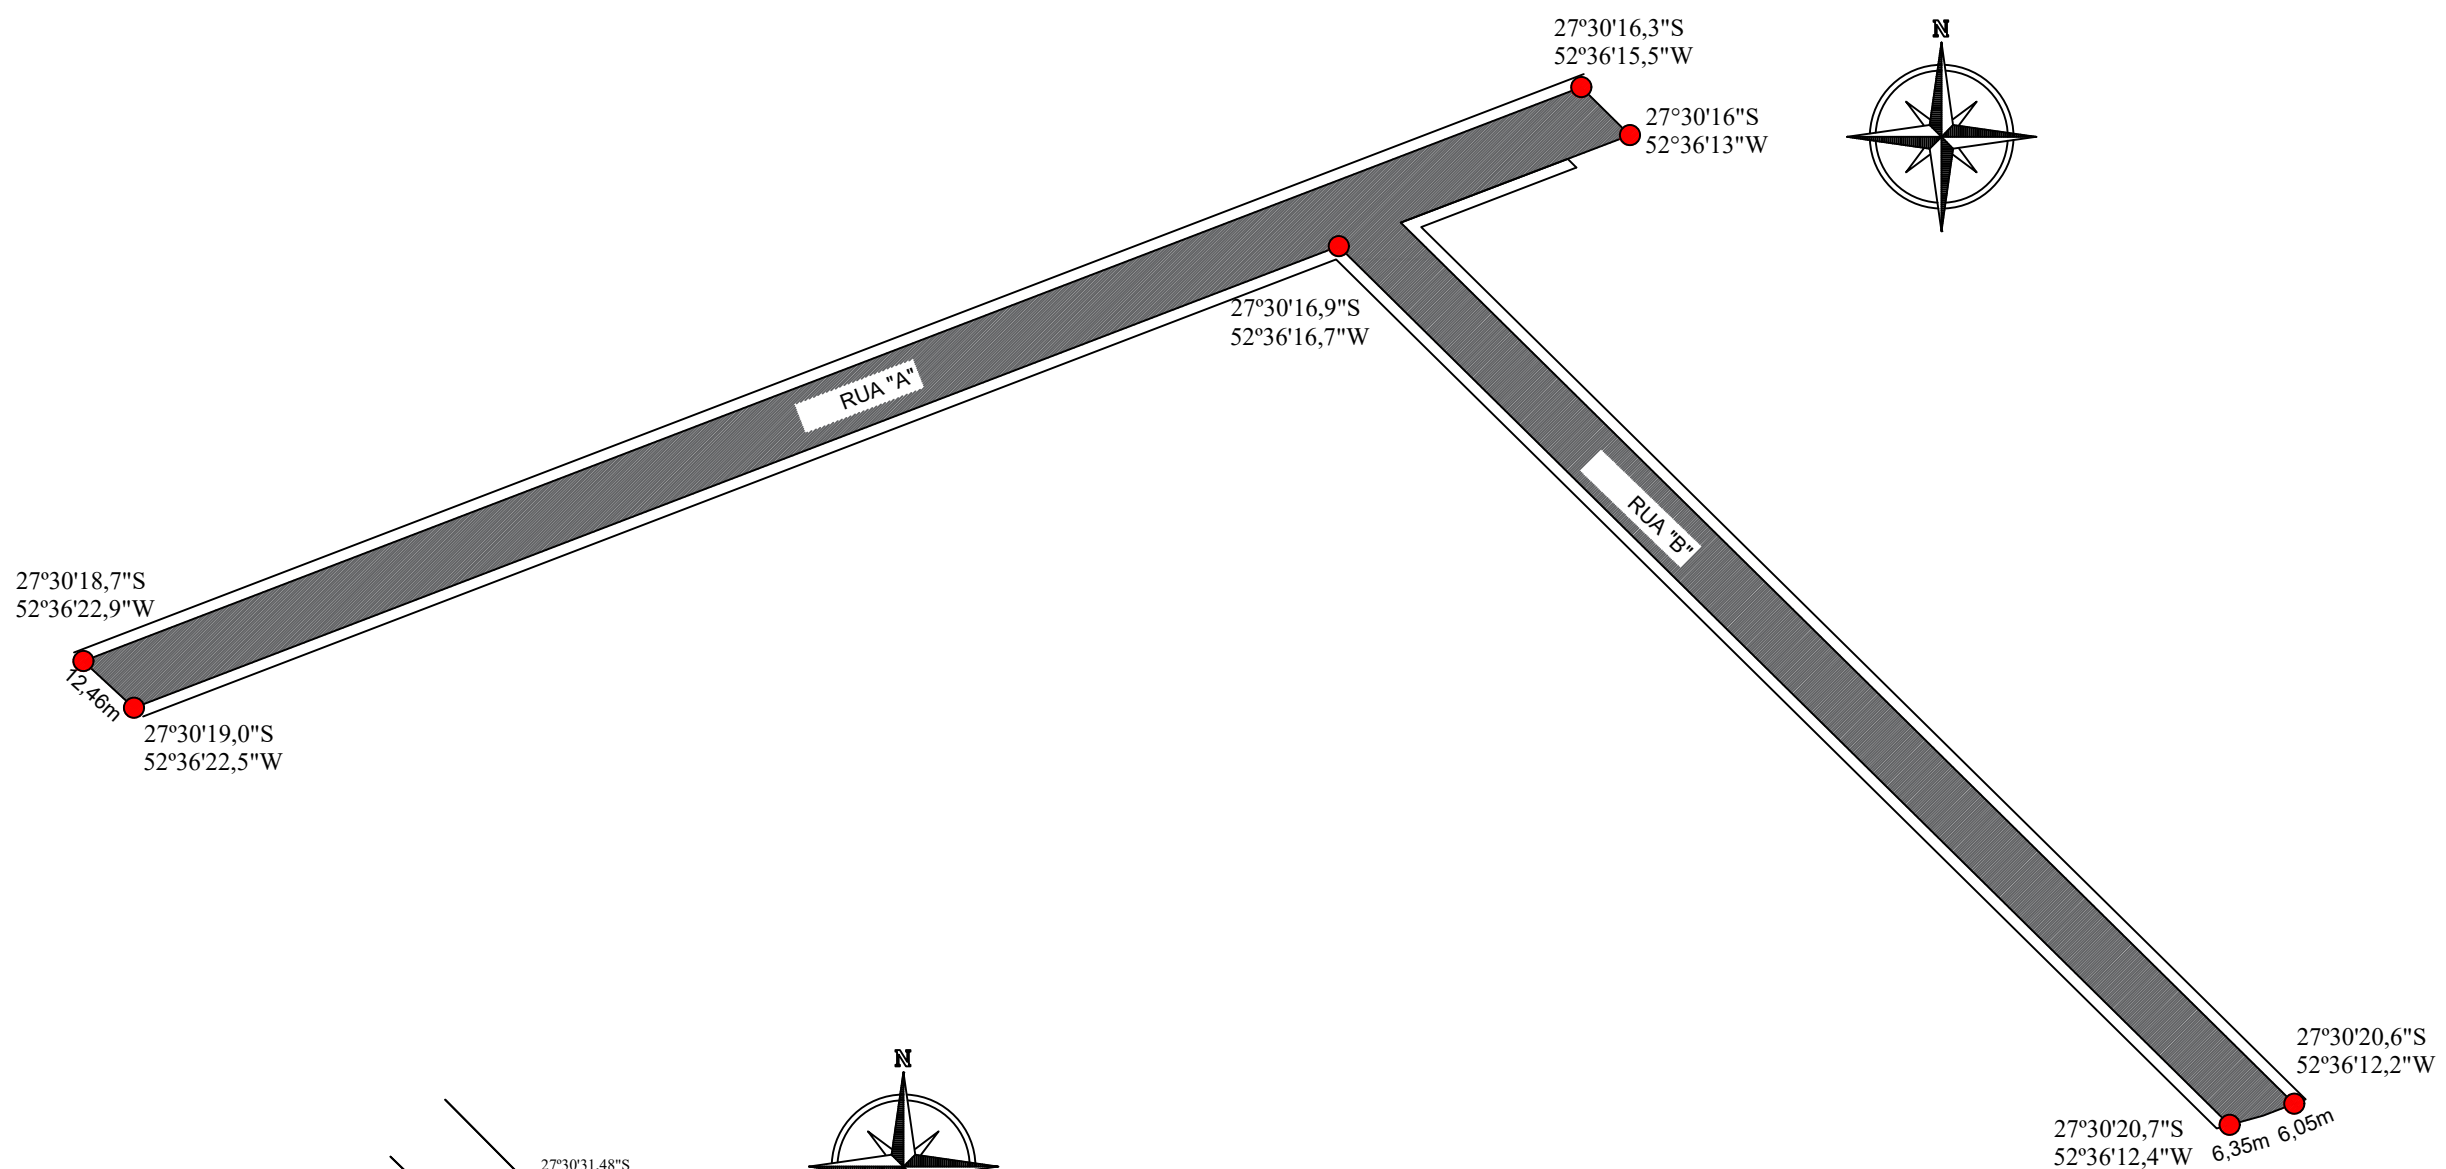 27º30'16,3"S
52º36'15,5"W
N
27°30'16"S
52°36'13"W
27º30'16,9"S
52º36'16,7"W
RUA "A"
RUA "B"
27º30'18,7"S
52º36'22,9"W
12,46m
27º30'19,0"S
52º36'22,5"W
27º30'20,6"S
52º36'12,2"W
N
27º30'20,7"S
52º36'12,4"W
6,35m
6,05m
27º30'31,48"S